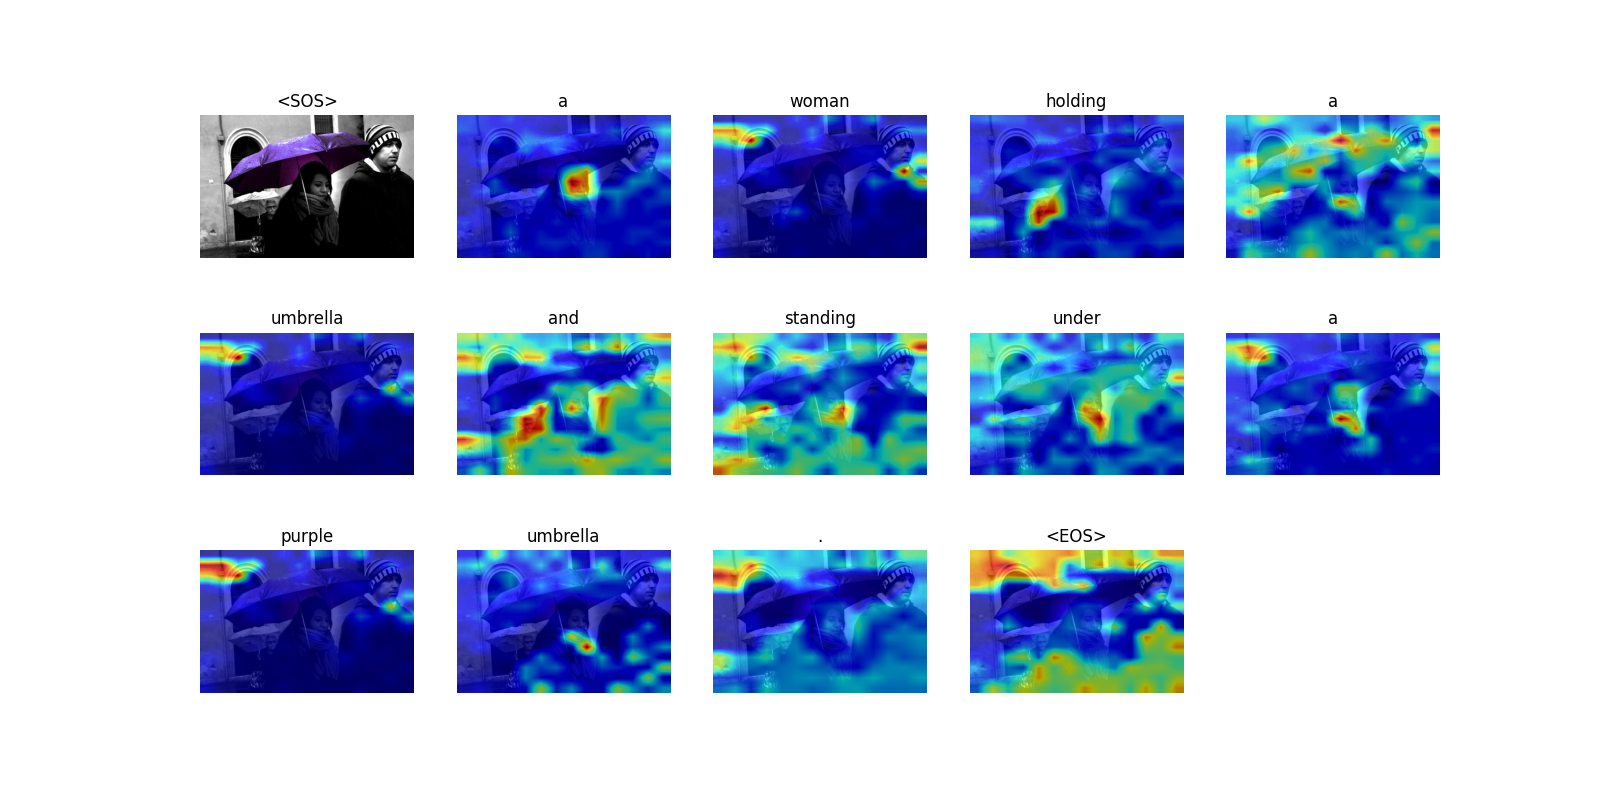 <SOS> a woman holding a
umbrella and standing under a
purple umbrella . <EOS>